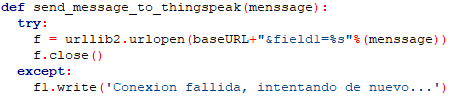 def send_message_to_thingspeak(menssage):
  try:
    f = urllib2.urlopen(baseURL+"&field1=%s"%(menssage))
    f.close()
  except:
    f1.write('Conexion fallida, intentando de nuevo...')